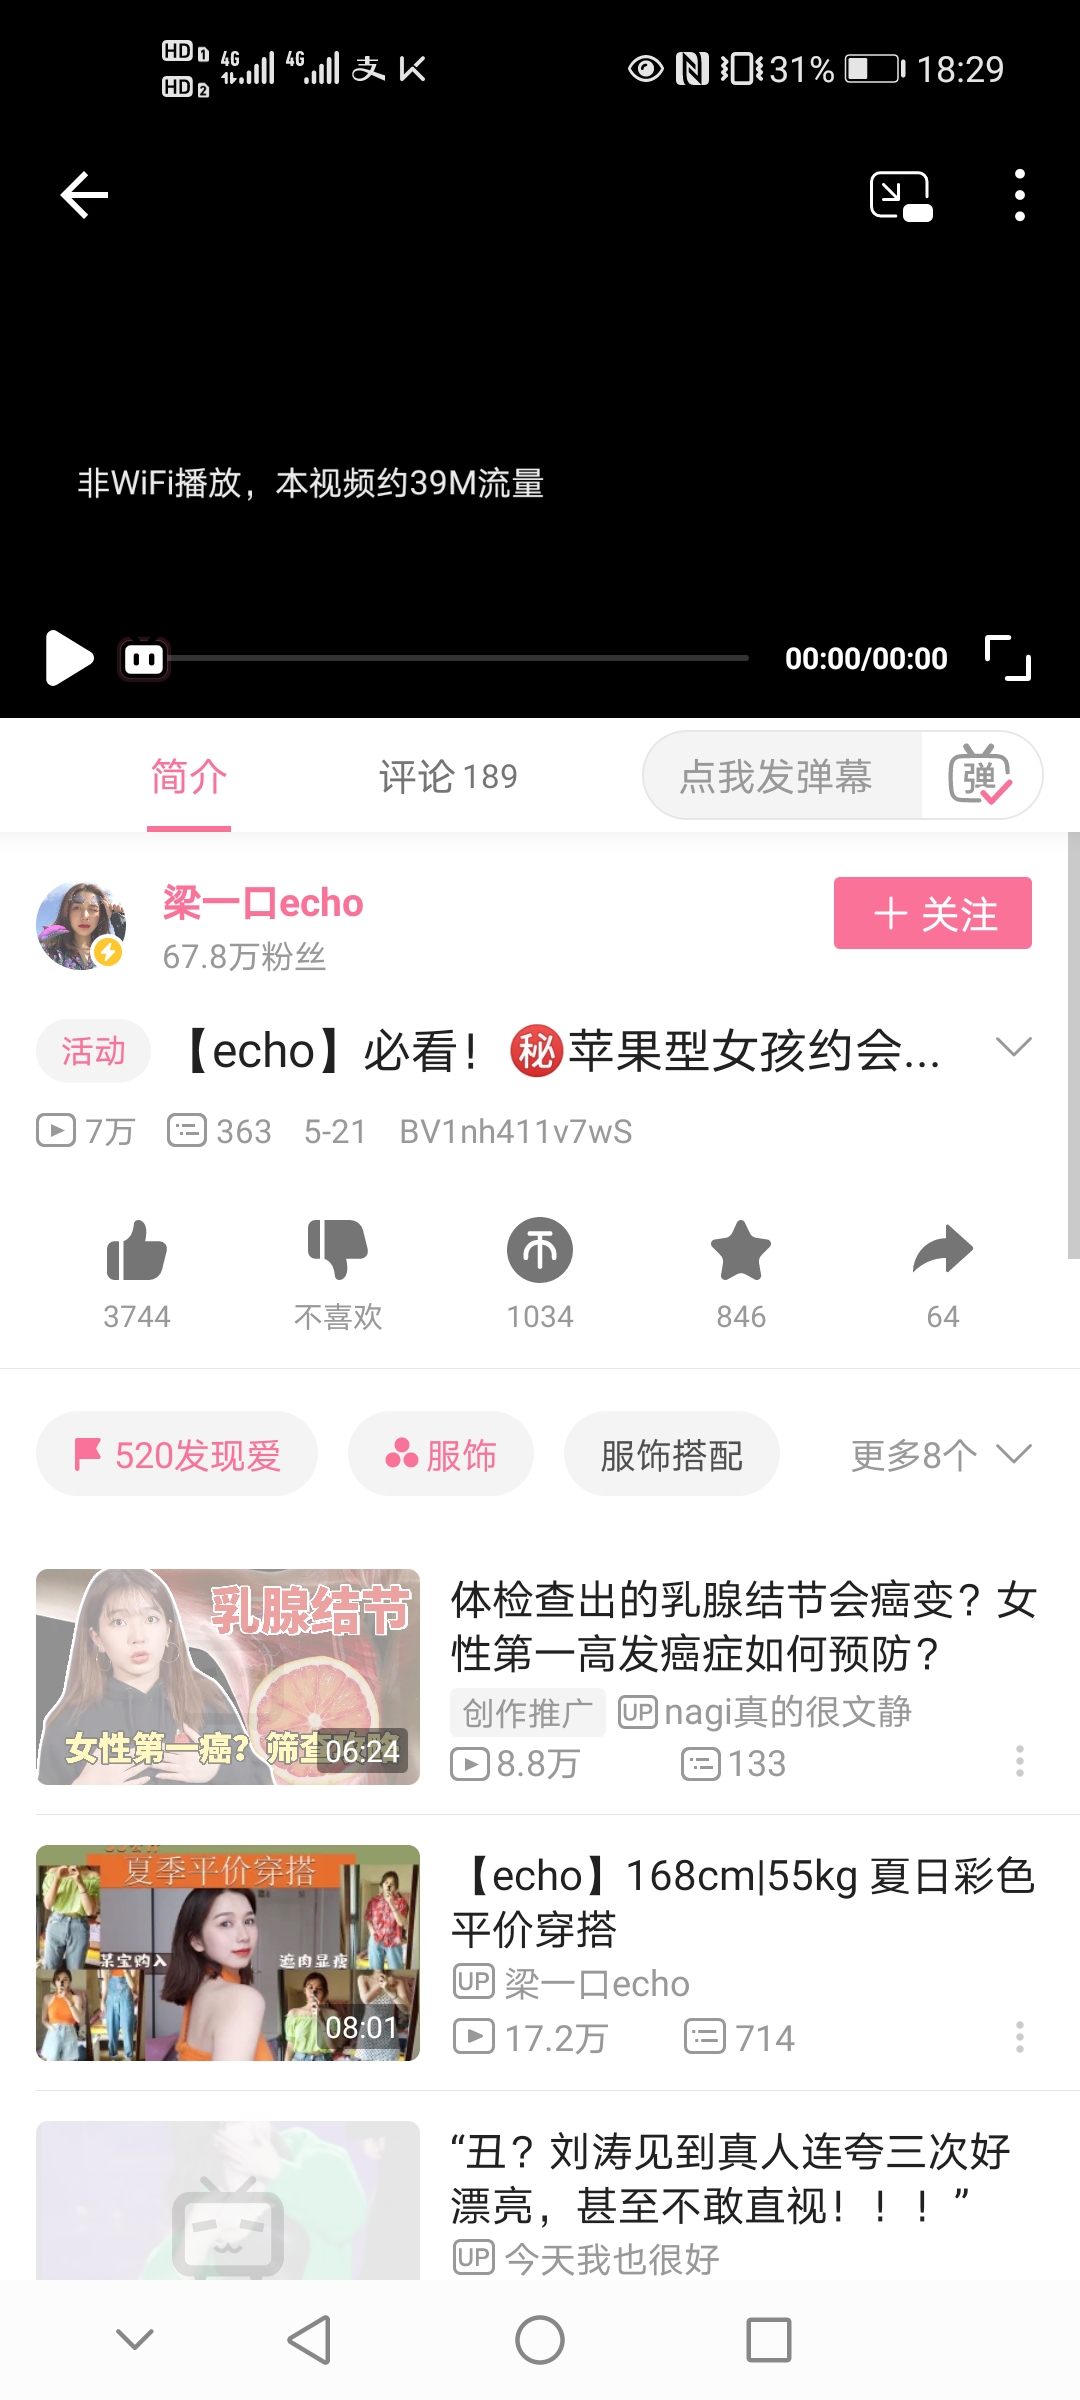 HD 1 4G 4G 支 K 31% 18:29
HD 2
非WiFi播放，本视频约39M流量
00:00/00:00
简介 评论 189 点我发弹幕 弹
梁一口echo
67.8万粉丝
关注
活动 【echo】必看！㊙苹果型女孩约会...
7万 363 5-21 BV1nh411v7wS
3744 不喜欢 1034 846 64
520发现爱 服饰 服饰搭配 更多8个
乳腺结节
女性第一癌？筛查
06:24
体检查出的乳腺结节会癌变？女
性第一高发癌症如何预防？
创作推广 UP nagi真的很文静
8.8万 133
夏季平价穿搭
某宝购入 遮肉显瘦
08:01
【echo】168cm|55kg 夏日彩色
平价穿搭
UP 梁一口echo
17.2万 714
“丑？刘涛见到真人连夸三次好
漂亮，甚至不敢直视！！！”
UP 今天我也很好